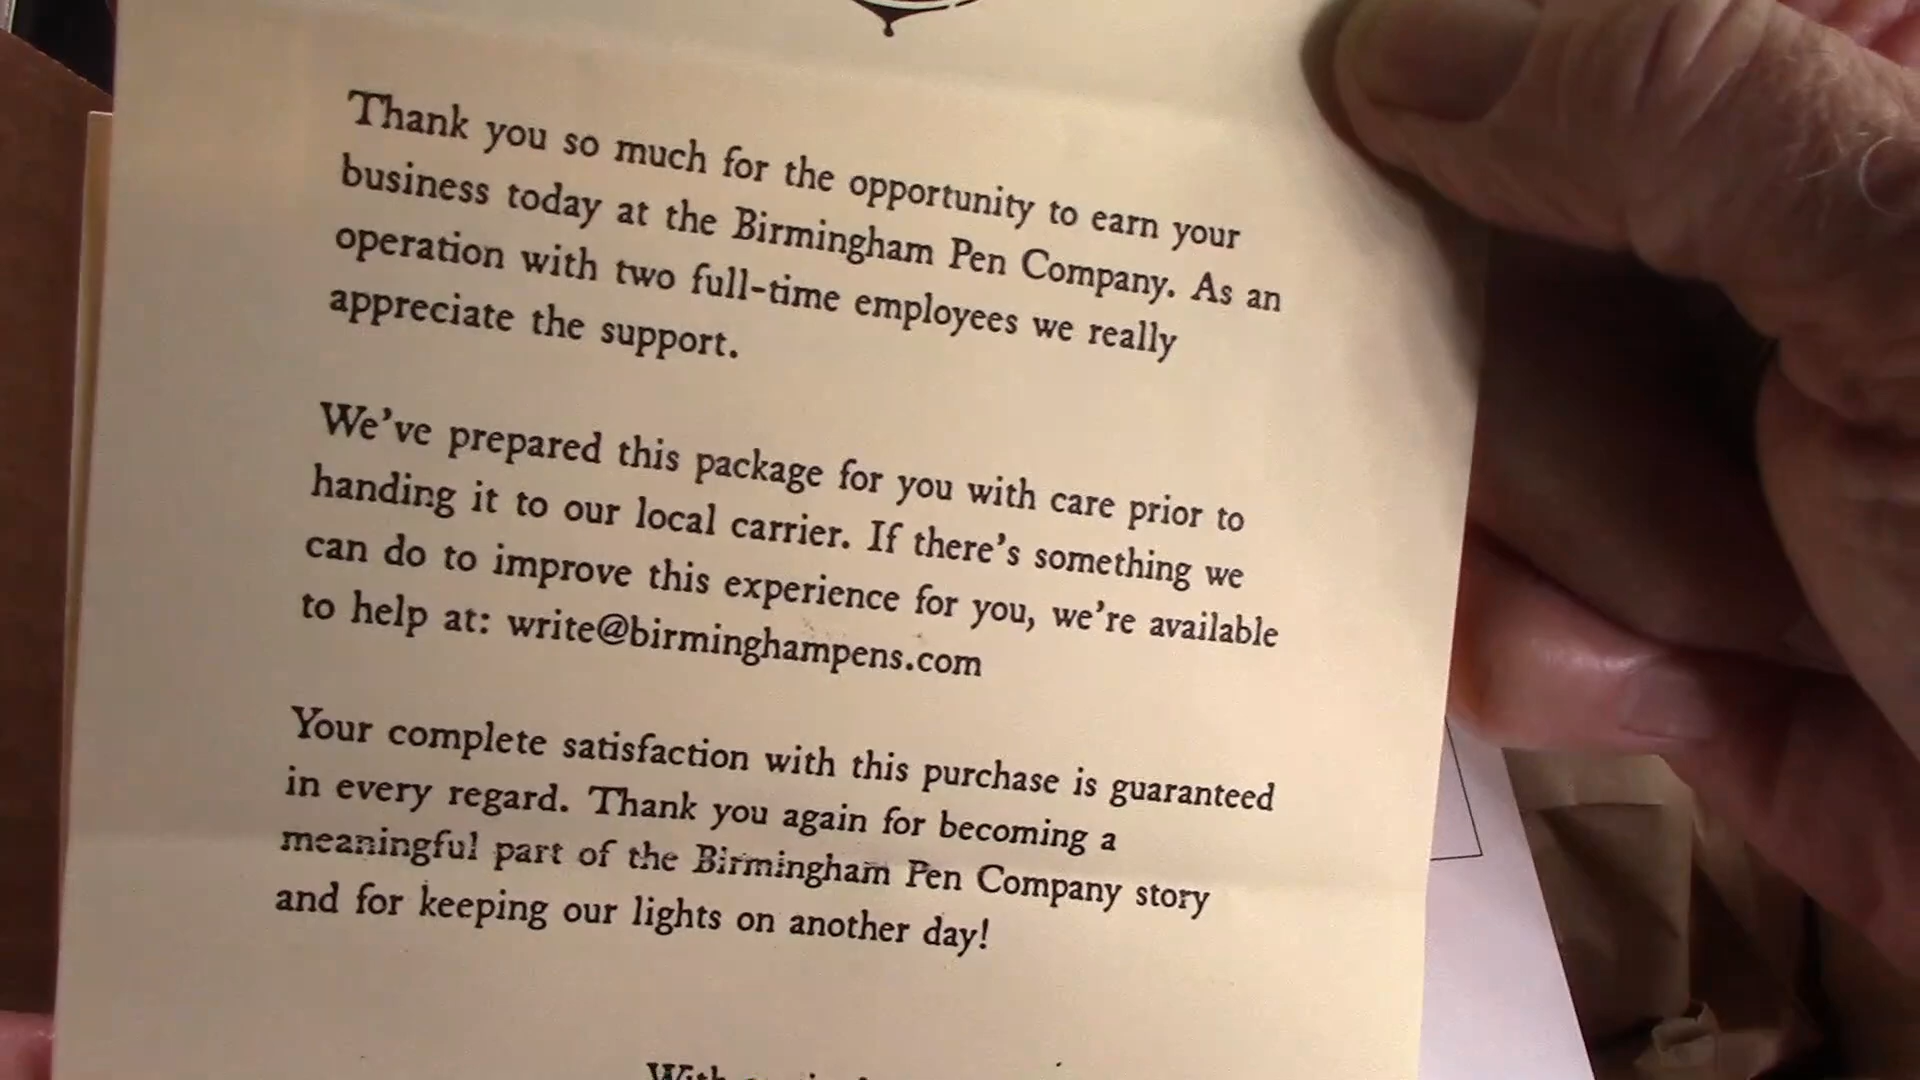 Thank you so much for the opportunity to earn your
business today at the Birmingham Pen Company. As an
operation with two full-time employees we really
appreciate the support.
We've prepared this package for you with care prior to
handing it to our local carrier. If there's something we
can do to improve this experience for you, we're available
to help at: write@birminghampens.com
Your complete satisfaction with this purchase is guaranteed
in every regard. Thank you again for becoming a
meaningful part of the Birmingham Pen Company story
and for keeping our lights on another day!
With